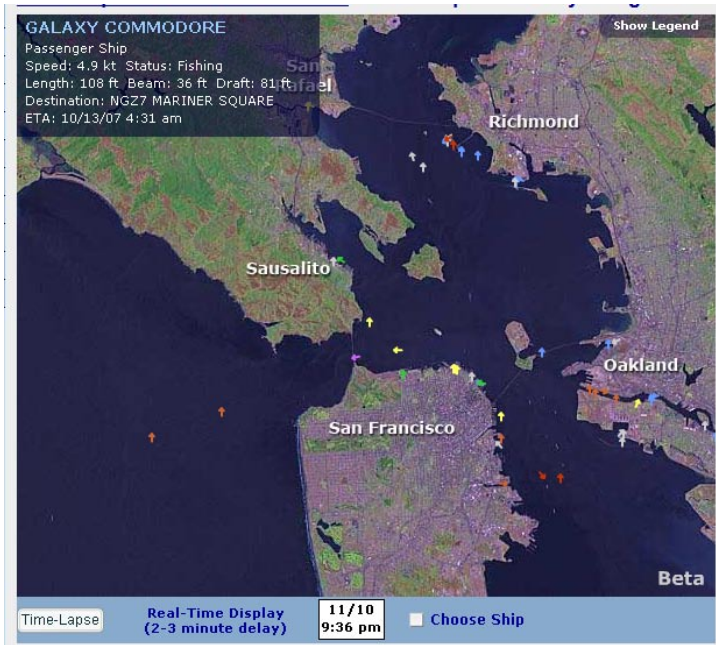 GALAXY COMMODORE
Show Legend
Passenger Ship
Speed: 4.9 kt Status: Fishing
Length: 108 ft Beam: 36 ft Draft: 81 ft
Destination: NGZ7 MARINER SQUARE
ETA: 10/13/07 4:31 am
San
Rafael
Richmond
Sausalito
Oakland
San Francisco
Beta
Time-Lapse
Real-Time Display
(2-3 minute delay)
11/10
9:36 pm
Choose Ship